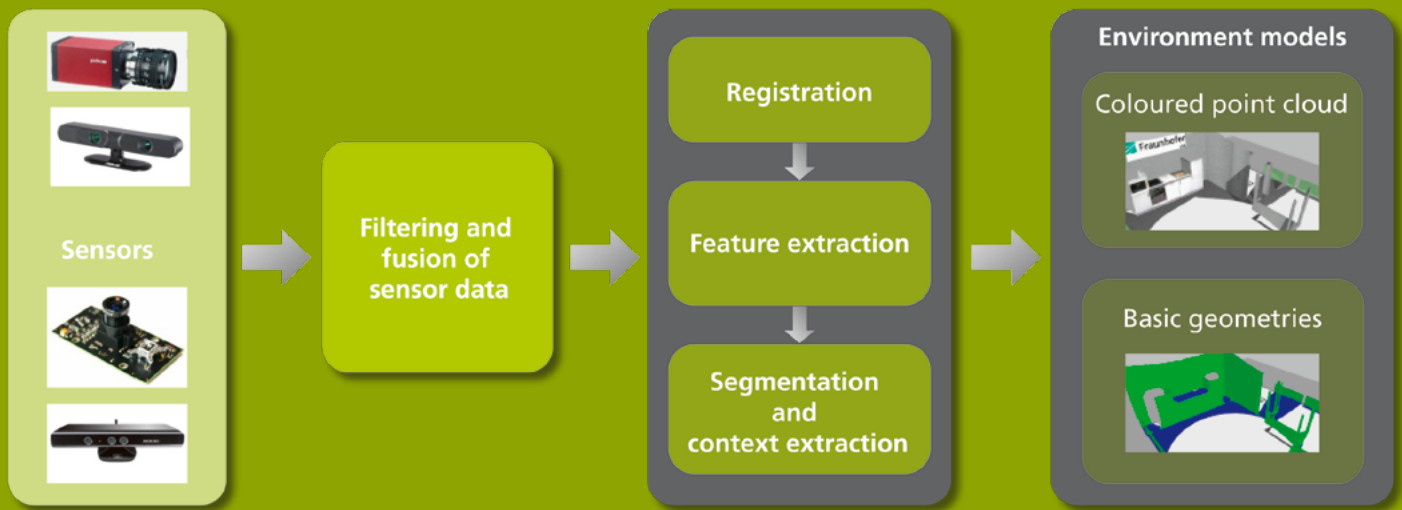 Sensors
Filtering and
fusion of
sensor data
Registration
Feature extraction
Segmentation
and
context extraction
Environment models
Coloured point cloud
Fraunhofer
Basic geometries